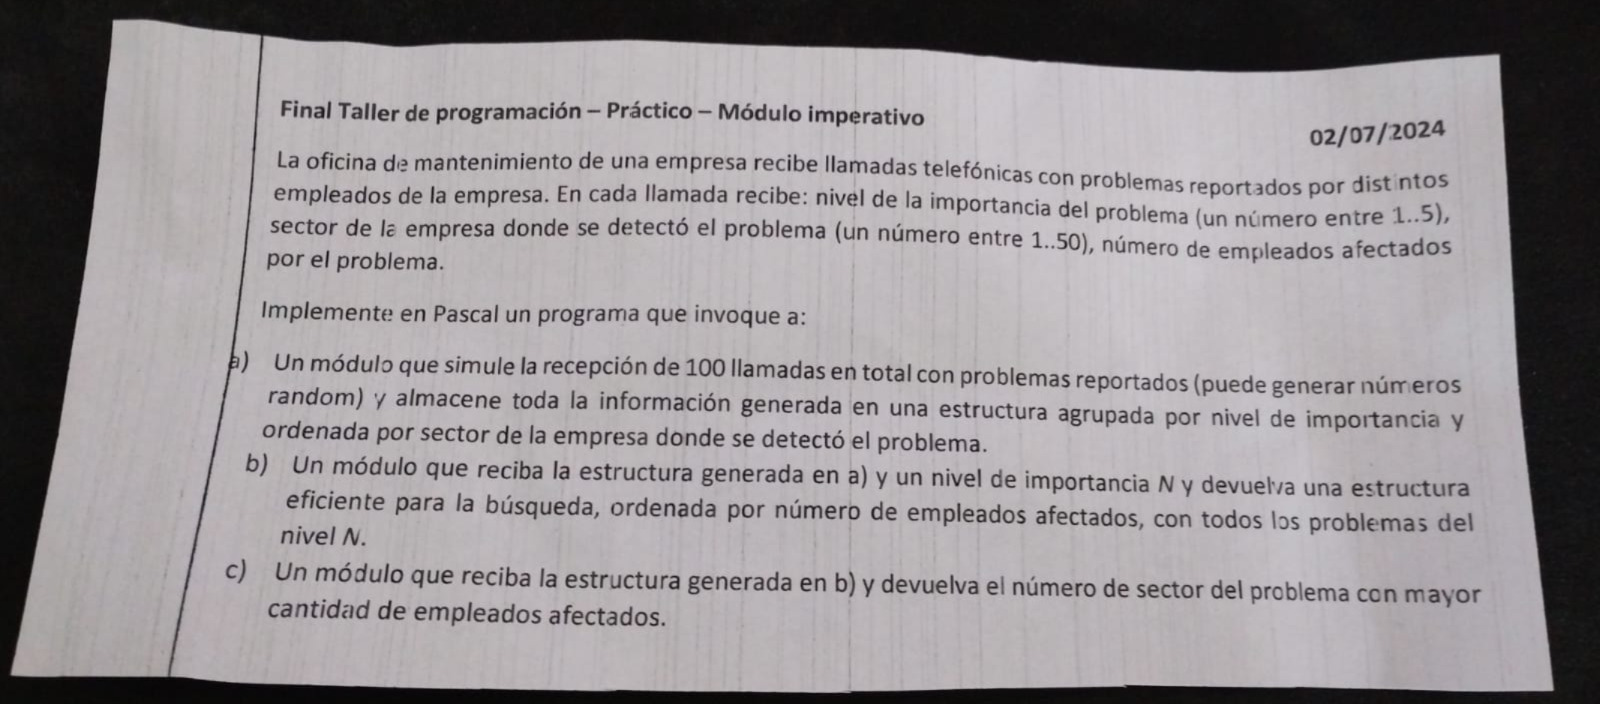 Final Taller de programación – Práctico – Módulo imperativo
02/07/2024
La oficina de mantenimiento de una empresa recibe llamadas telefónicas con problemas reportados por distintos
empleados de la empresa. En cada llamada recibe: nivel de la importancia del problema (un número entre 1..5),
sector de la empresa donde se detectó el problema (un número entre 1..50), número de empleados afectados
por el problema.
Implemente en Pascal un programa que invoque a:
a) Un módulo que simule la recepción de 100 llamadas en total con problemas reportados (puede generar números
random) y almacene toda la información generada en una estructura agrupada por nivel de importancia y
ordenada por sector de la empresa donde se detectó el problema.
b) Un módulo que reciba la estructura generada en a) y un nivel de importancia N y devuelva una estructura
eficiente para la búsqueda, ordenada por número de empleados afectados, con todos los problemas del
nivel N.
c) Un módulo que reciba la estructura generada en b) y devuelva el número de sector del problema con mayor
cantidad de empleados afectados.